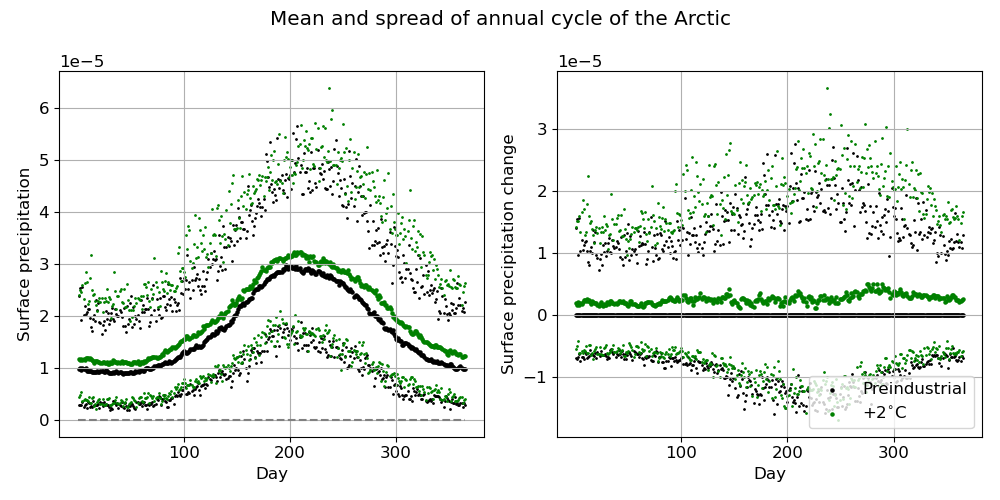 Mean and spread of annual cycle of the Arctic
1e−5
6
5
4
3
2
1
0
100
200
300
Day
Surface precipitation
1e−5
3
2
1
0
−1
100
200
300
Day
Surface precipitation change
Preindustrial
+2°C